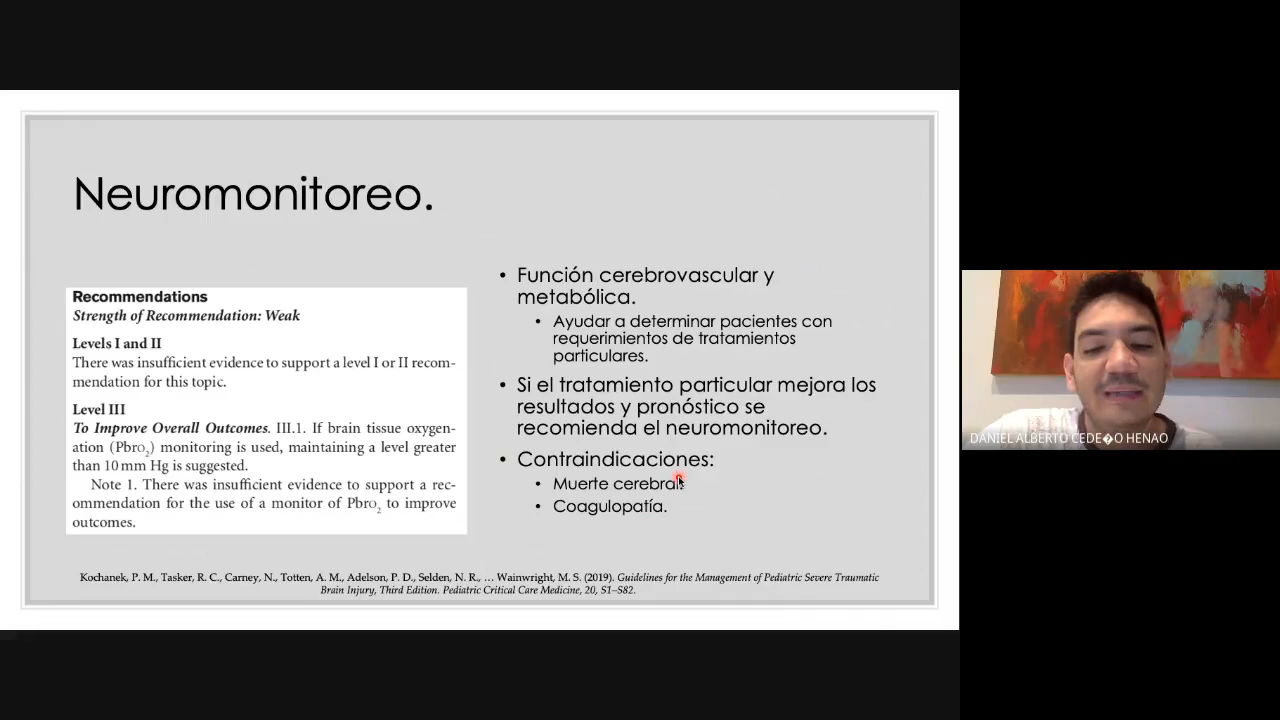 Neuromonitoreo.
Recommendations
Strength of Recommendation: Weak
Levels I and II
There was insufficient evidence to support a level I or II recom-
mendation for this topic.
Level III
To Improve Overall Outcomes. III.1. If brain tissue oxygen-
ation (Pbro₂) monitoring is used, maintaining a level greater
than 10 mm Hg is suggested.
Note 1. There was insufficient evidence to support a rec-
ommendation for the use of a monitor of Pbro₂ to improve
outcomes.
• Función cerebrovascular y
metabólica.
• Ayudar a determinar pacientes con
requerimientos de tratamientos
particulares.
• Si el tratamiento particular mejora los
resultados y pronóstico se
recomienda el neuromonitoreo.
• Contraindicaciones:
• Muerte cerebral.
• Coagulopatía.
Kochanek, P. M., Tasker, R. C., Carney, N., Totten, A. M., Adelson, P. D., Selden, N. R., … Wainwright, M. S. (2019). Guidelines for the Management of Pediatric Severe Traumatic
Brain Injury, Third Edition. Pediatric Critical Care Medicine, 20, S1–S82.
DANIEL ALBERTO CEDE�O HENAO